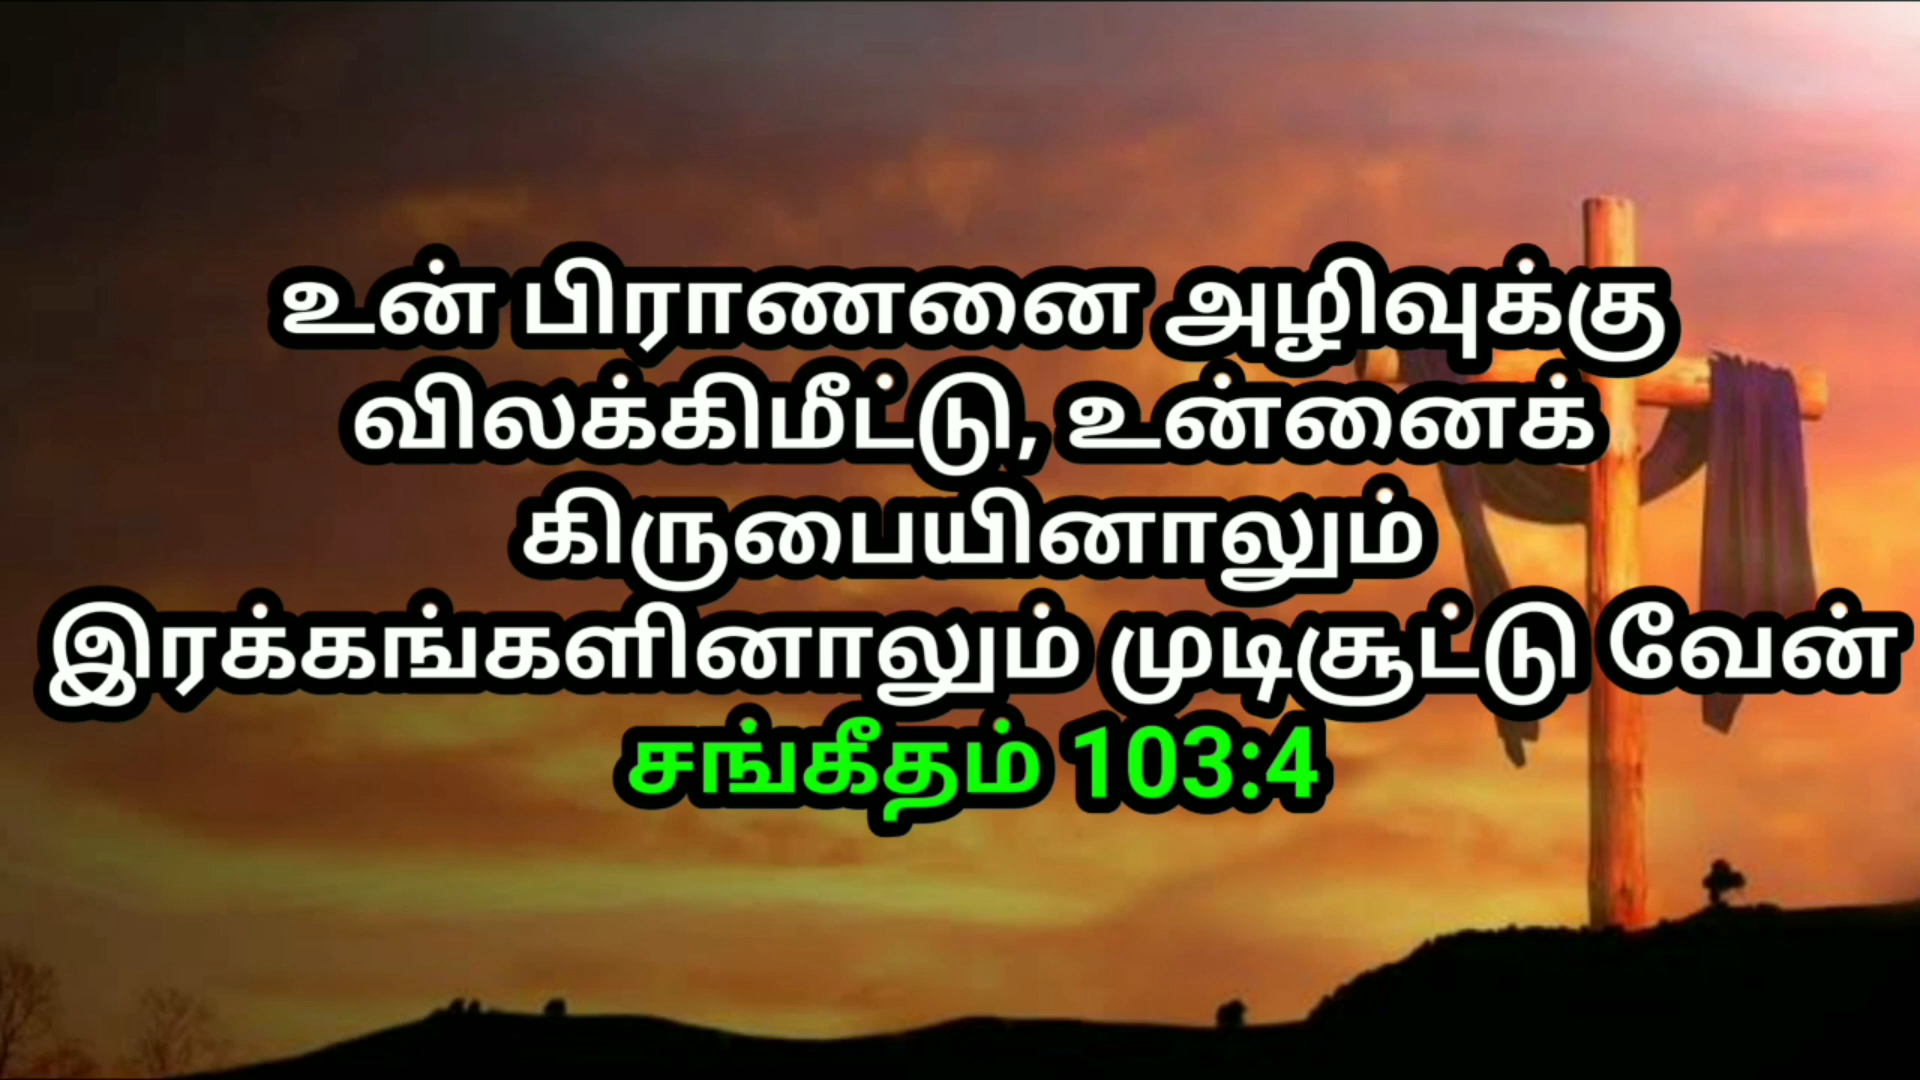 உன் பிராணனை அழிவுக்கு
விலக்கிமீட்டு, உன்னைக்
கிருபையினாலும்
இரக்கங்களினாலும் முடிசூட்டு வேன்
சங்கீதம் 103:4